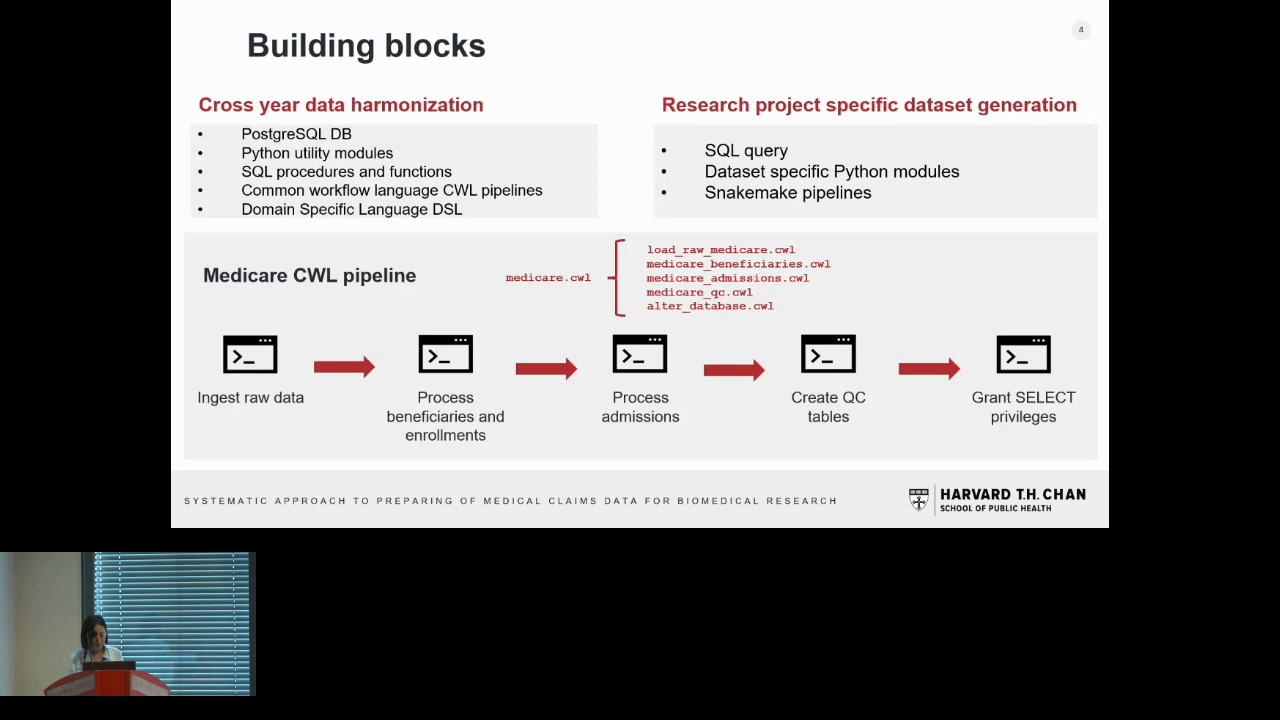 Building blocks
4
Cross year data harmonization
• PostgreSQL DB
• Python utility modules
• SQL procedures and functions
• Common workflow language CWL pipelines
• Domain Specific Language DSL
Research project specific dataset generation
• SQL query
• Dataset specific Python modules
• Snakemake pipelines
Medicare CWL pipeline
medicare.cwl
load_raw_medicare.cwl
medicare_beneficiaries.cwl
medicare_admissions.cwl
medicare_qc.cwl
alter_database.cwl
Ingest raw data
Process
beneficiaries and
enrollments
Process
admissions
Create QC
tables
Grant SELECT
privileges
SYSTEMATIC APPROACH TO PREPARING OF MEDICAL CLAIMS DATA FOR BIOMEDICAL RESEARCH
HARVARD T.H. CHAN
SCHOOL OF PUBLIC HEALTH